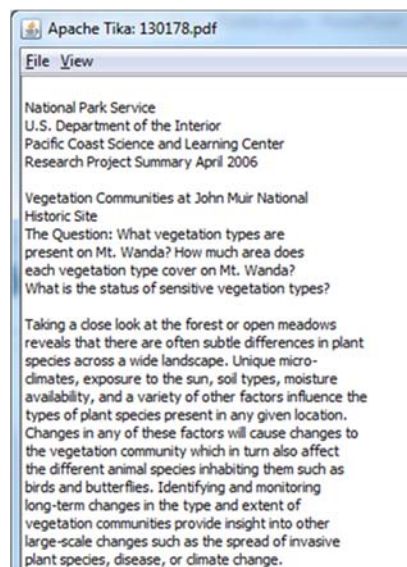 Apache Tika: 130178.pdf
File View
National Park Service
U.S. Department of the Interior
Pacific Coast Science and Learning Center
Research Project Summary April 2006
Vegetation Communities at John Muir National
Historic Site
The Question: What vegetation types are
present on Mt. Wanda? How much area does
each vegetation type cover on Mt. Wanda?
What is the status of sensitive vegetation types?
Taking a close look at the forest or open meadows
reveals that there are often subtle differences in plant
species across a wide landscape. Unique micro-
climates, exposure to the sun, soil types, moisture
availability, and a variety of other factors influence the
types of plant species present in any given location.
Changes in any of these factors will cause changes to
the vegetation community which in turn also affect
the different animal species inhabiting them such as
birds and butterflies. Identifying and monitoring
long-term changes in the type and extent of
vegetation communities provide insight into other
large-scale changes such as the spread of invasive
plant species, disease, or climate change.